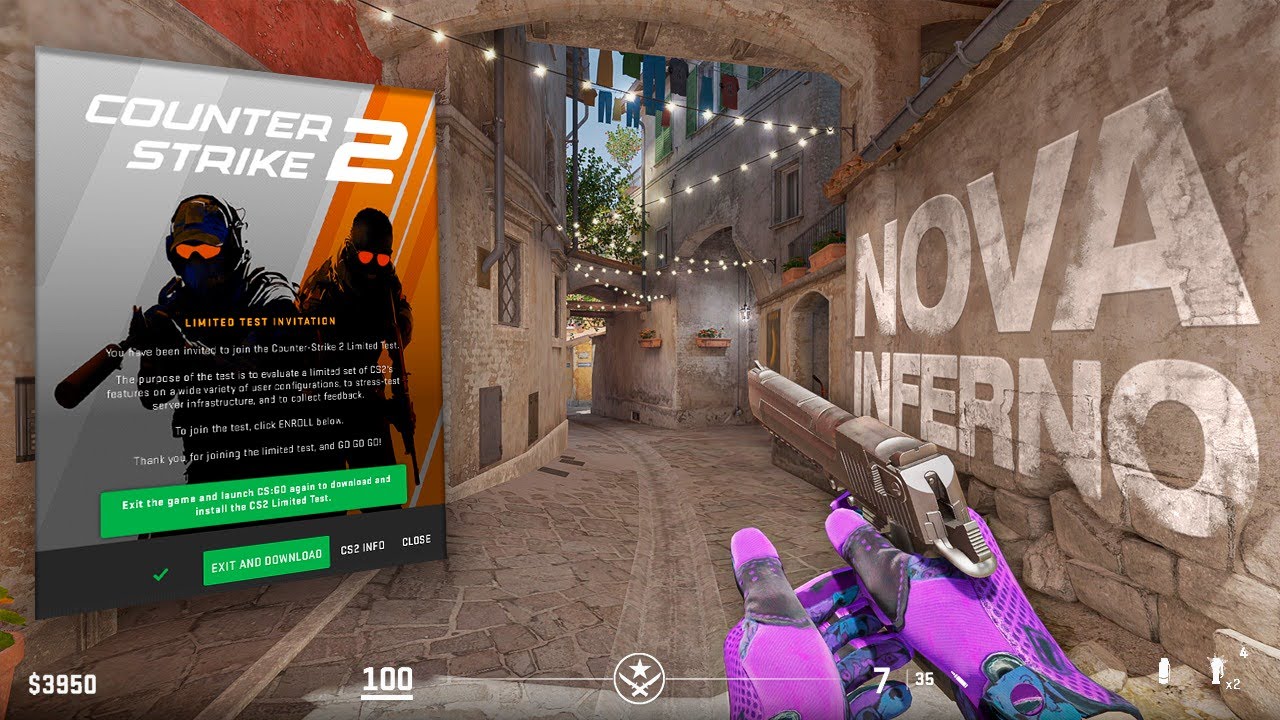 COUNTER
STRIKE 2
LIMITED TEST INVITATION
You have been invited to join the Counter-Strike 2 Limited Test.
The purpose of the test is to evaluate a limited set of CS2's
features on a wide variety of user configurations, to stress-test
server infrastructure, and to collect feedback.
To join the test, click ENROLL below.
Thank you for joining the limited test, and GO GO GO!
Exit the game and launch CS:GO again to download and
install the CS2 Limited Test.
EXIT AND DOWNLOAD
CS2 INFO
CLOSE
NOVA
INFERNO
$3950
100
7 35
4
x2